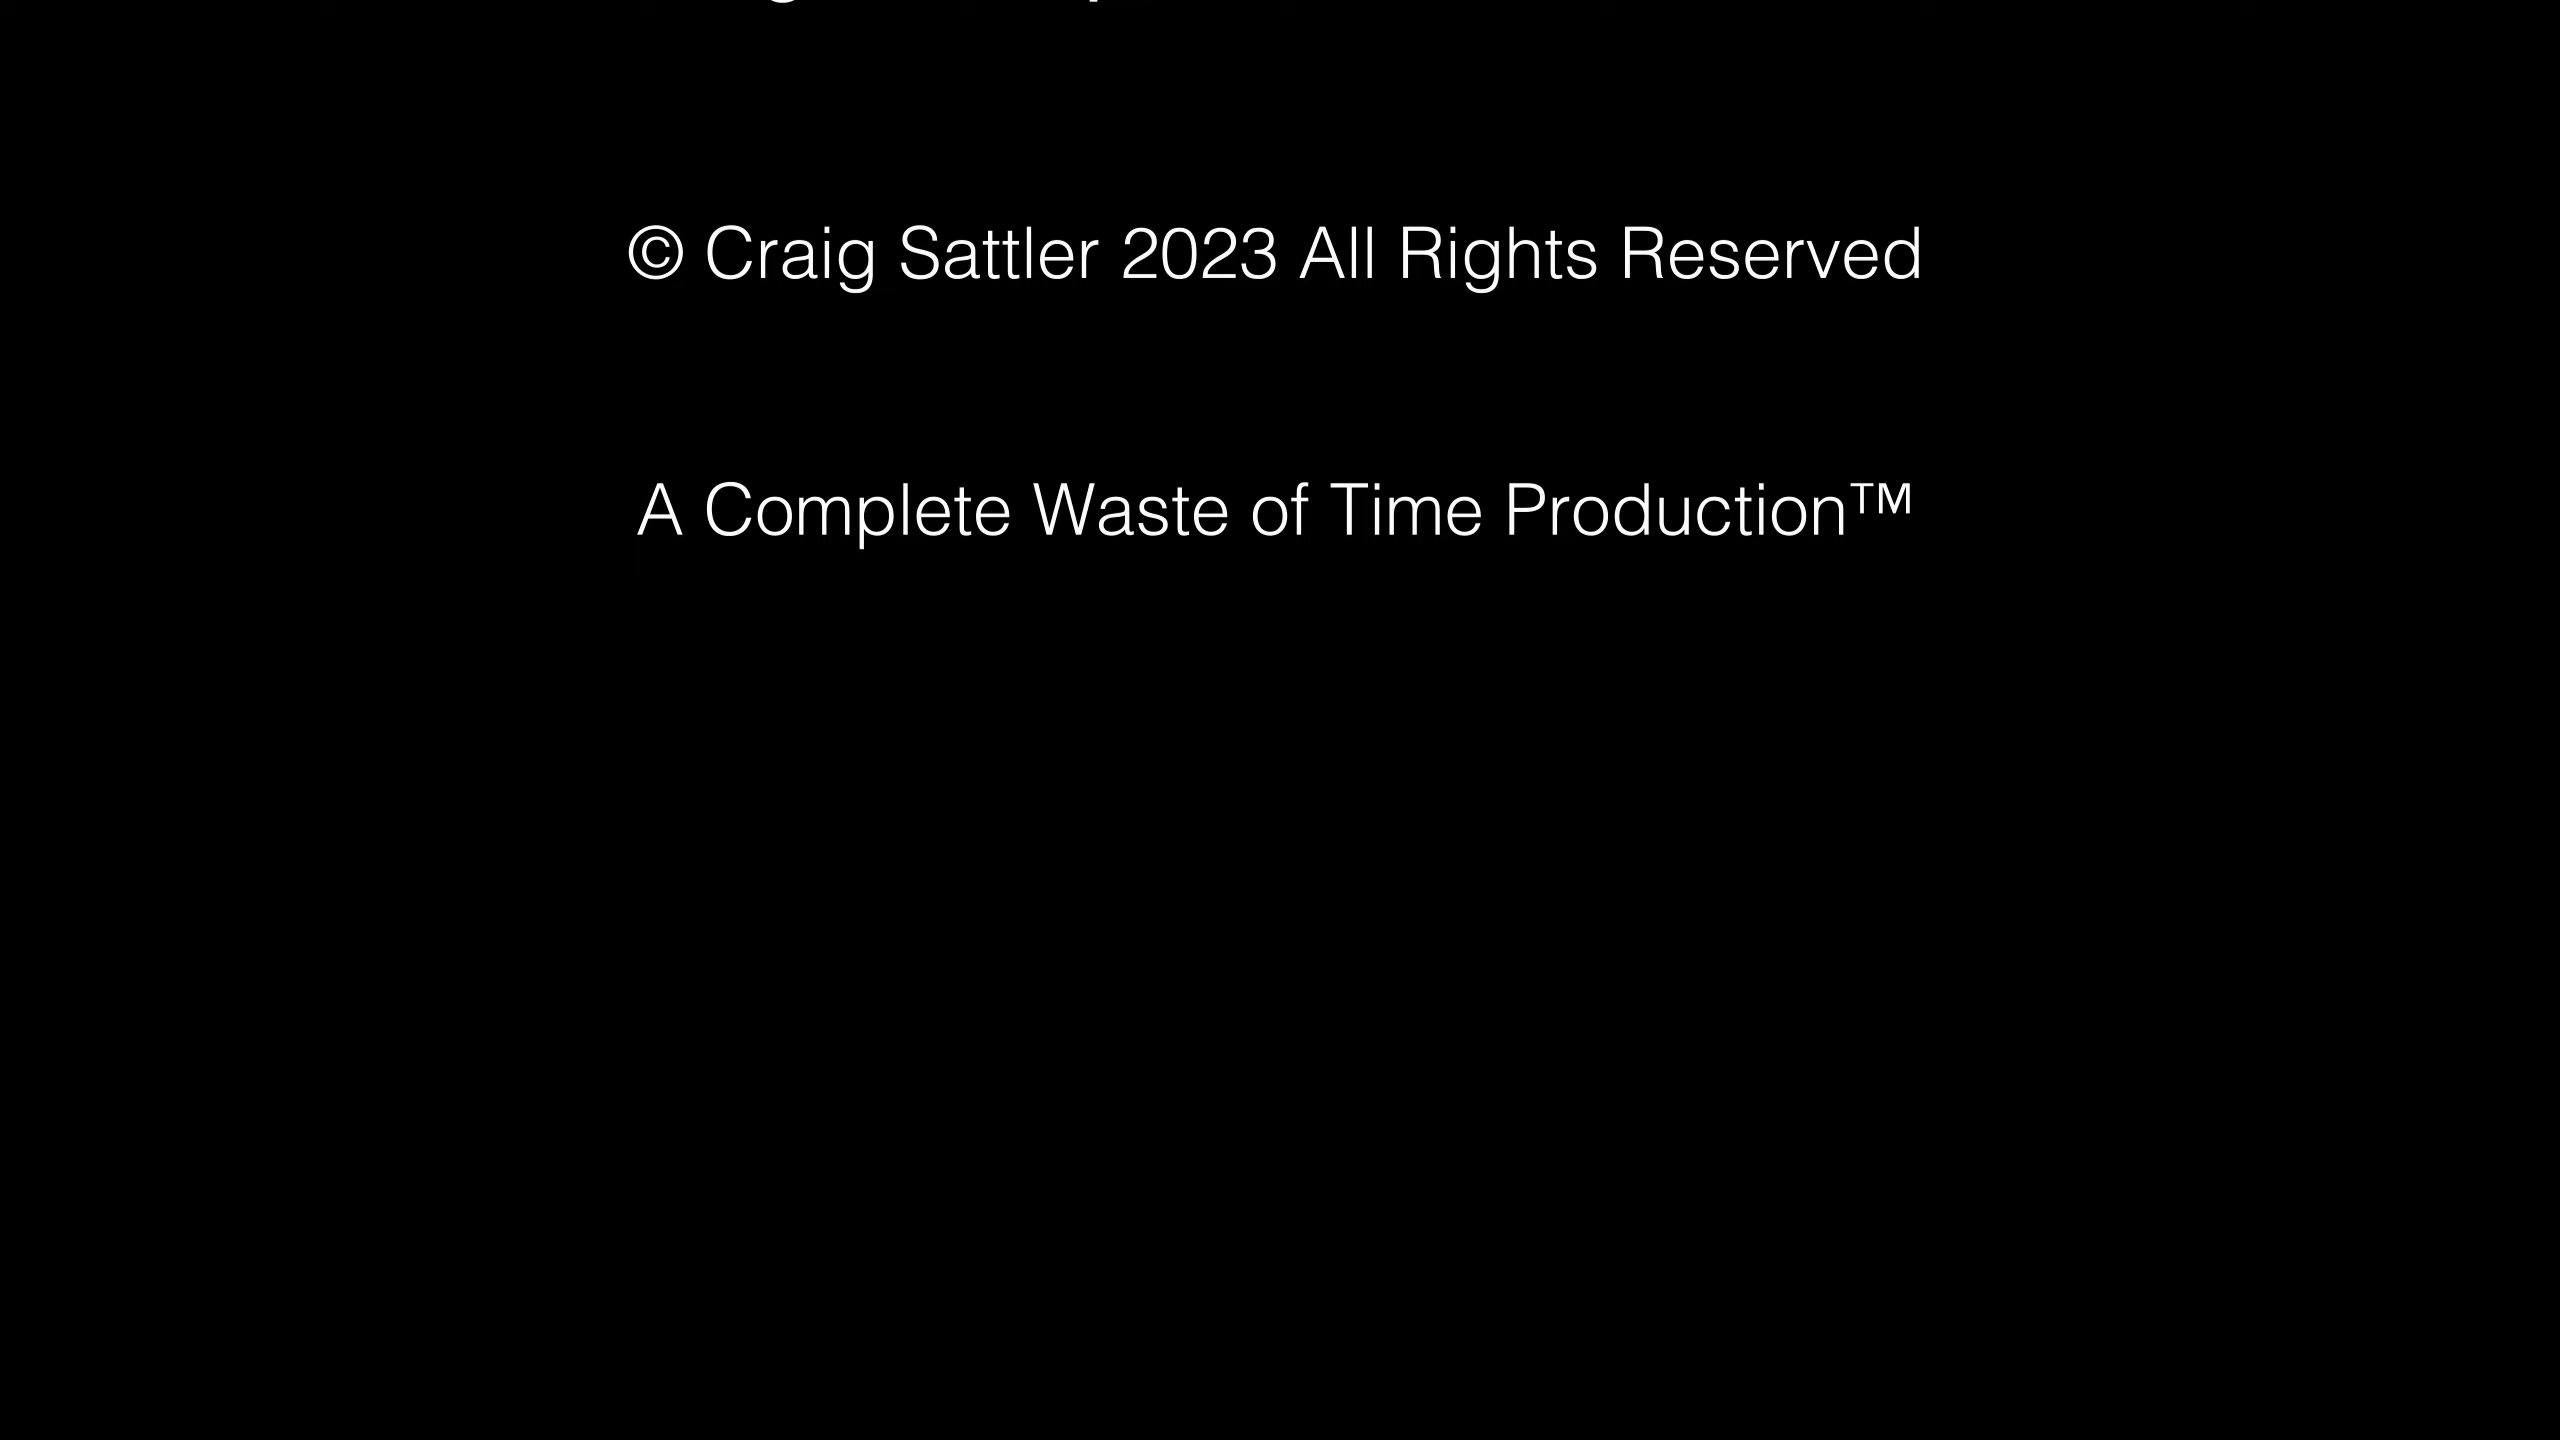 © Craig Sattler 2023 All Rights Reserved
A Complete Waste of Time Production™